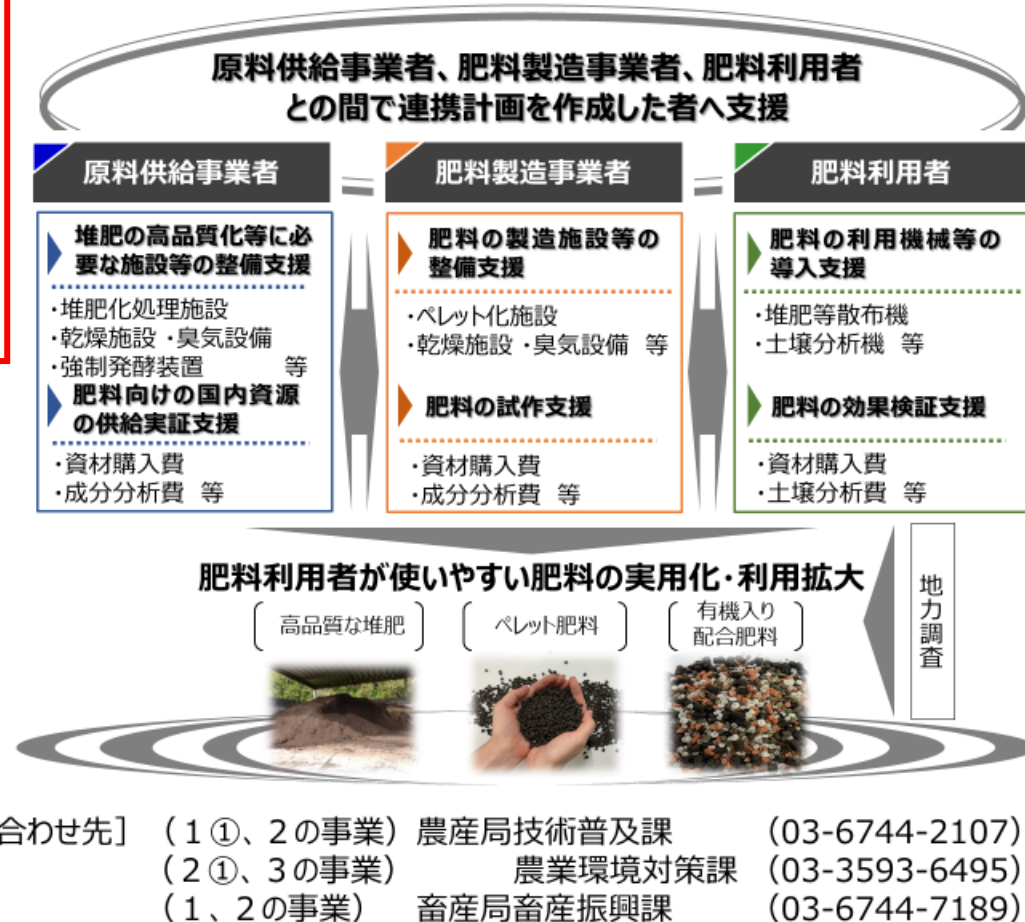 原料供給事業者、肥料製造事業者、肥料利用者
との間で連携計画を作成した者へ支援
原料供給事業者
堆肥の高品質化等に必
要な施設等の整備支援
・堆肥化処理施設
・乾燥施設・臭気設備
・強制発酵装置 等
肥料向けの国内資源
の供給実証支援
・資材購入費
・成分分析費 等
肥料製造事業者
肥料の製造施設等の
整備支援
・ペレット化施設
・乾燥施設・臭気設備 等
肥料の試作支援
・資材購入費
・成分分析費 等
肥料利用者
肥料の利用機械等の
導入支援
・堆肥等散布機
・土壌分析機 等
肥料の効果検証支援
・資材購入費
・土壌分析費 等
肥料利用者が使いやすい肥料の実用化・利用拡大
高品質な堆肥
ペレット肥料
有機入り
配合肥料
地力調査
合わせ先］（１①、２の事業）農産局技術普及課 （03-6744-2107）
（２①、３の事業） 農業環境対策課 （03-3593-6495）
（１、２の事業） 畜産局畜産振興課 （03-6744-7189）